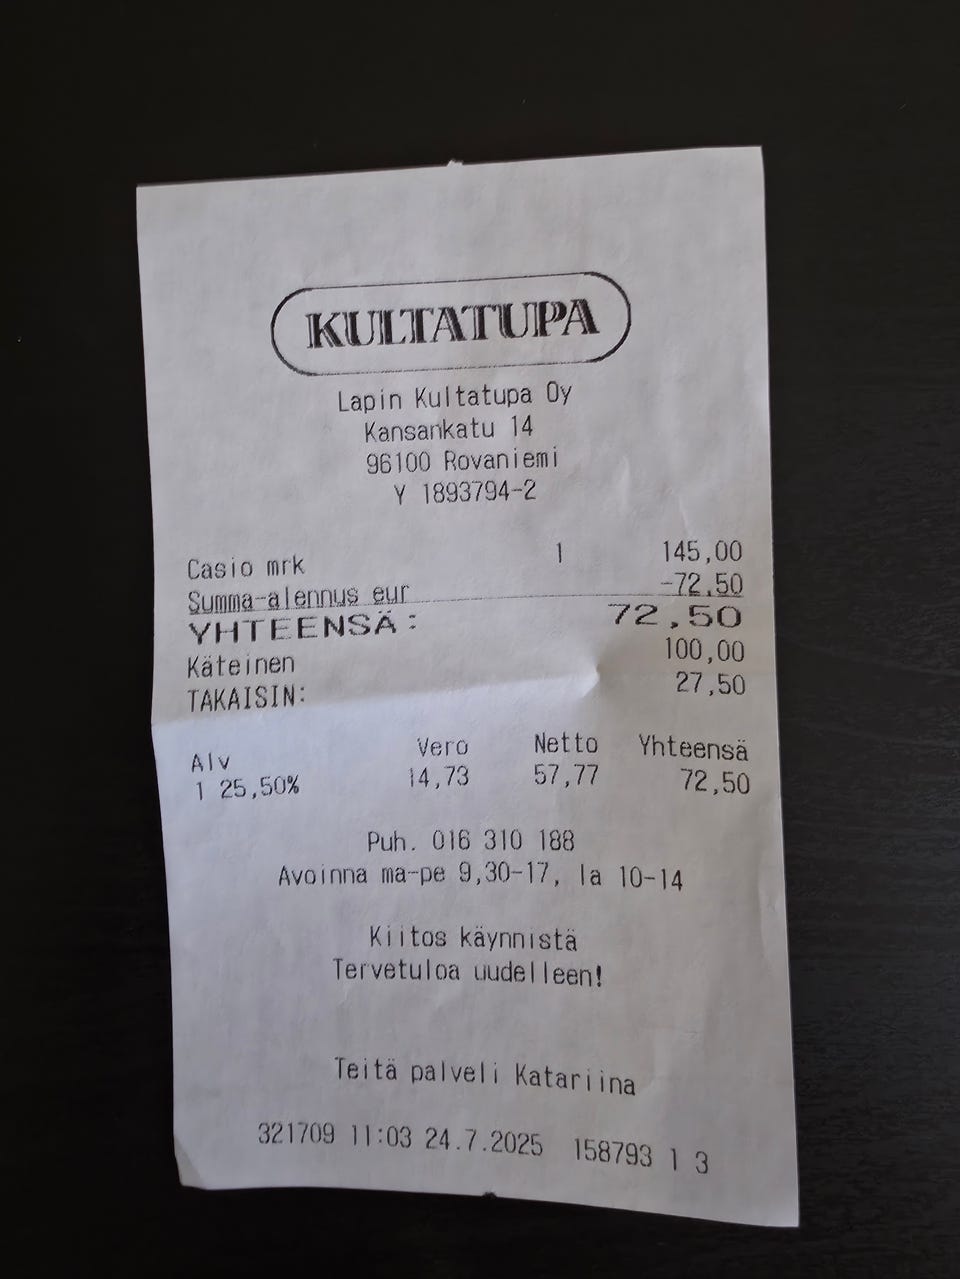 KULTATUPA
Lapin Kultatupa Oy
Kansankatu 14
96100 Rovaniemi
Y 1893794-2
Casio mrk 1 145,00
Summa-alennus eur -72,50
YHTEENSÄ: 72,50
Käteinen 100,00
TAKAISIN: 27,50
Alv Vero Netto Yhteensä
1 25,50% 14,73 57,77 72,50
Puh. 016 310 188
Avoinna ma-pe 9,30-17, la 10-14
Kiitos käynnistä
Tervetuloa uudelleen!
Teitä palveli Katariina
321709 11:03 24.7.2025 158793 1 3